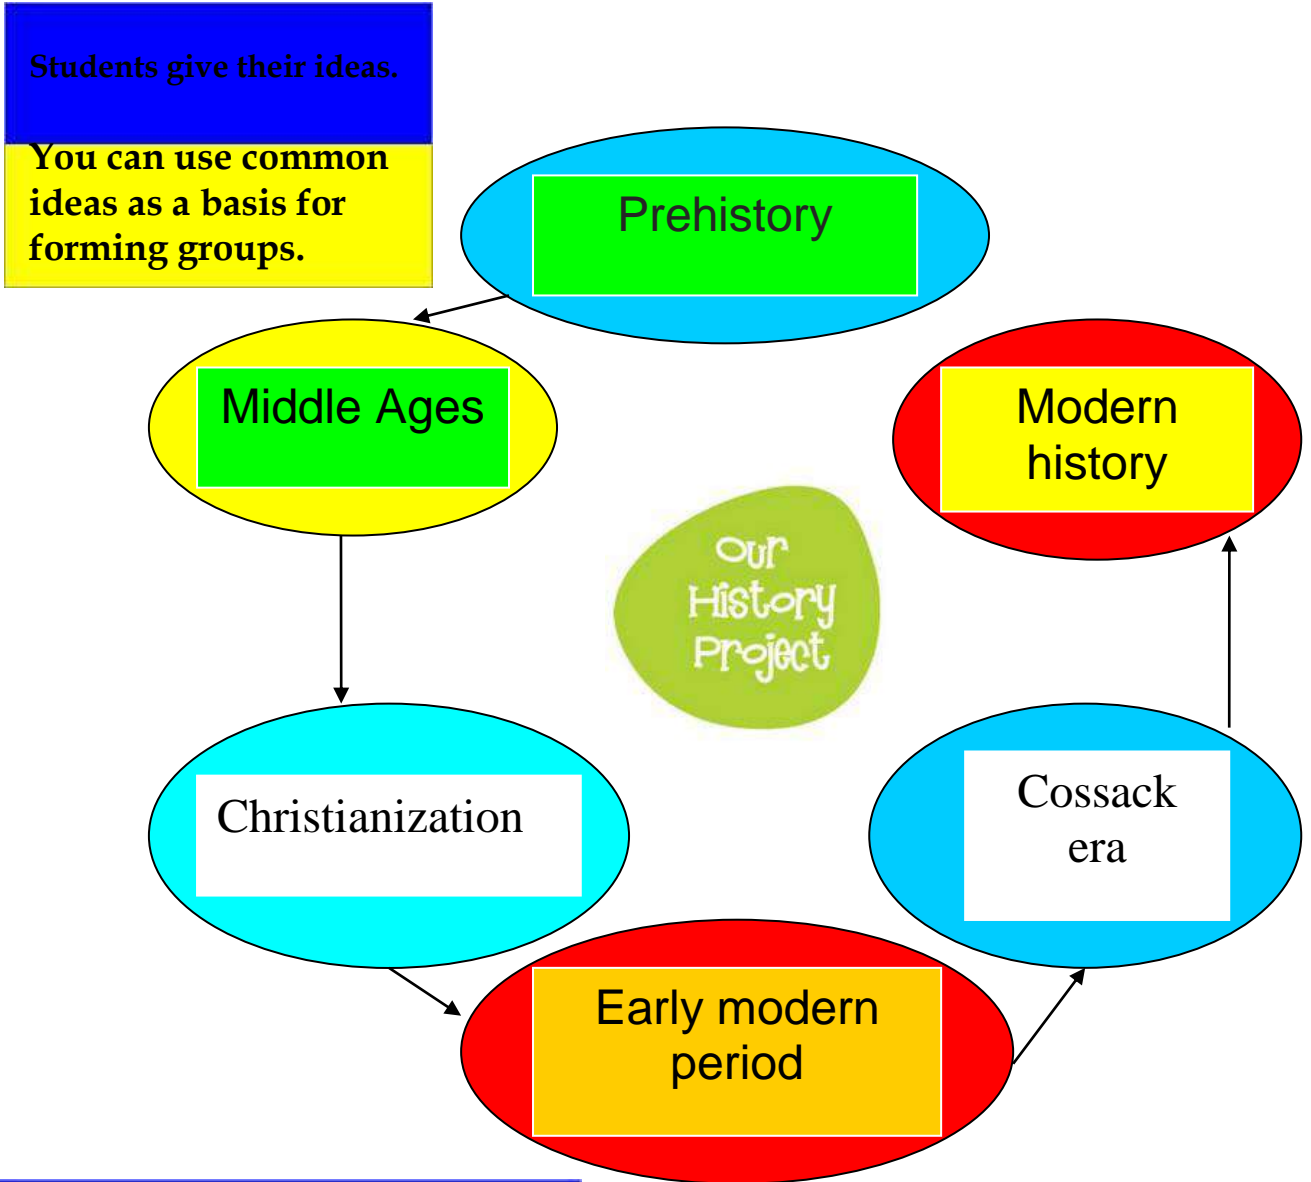 Students give their ideas.
You can use common
ideas as a basis for
forming groups.
Prehistory
Middle Ages
Modern
history
Our
History
Project
Christianization
Cossack
era
Early modern
period